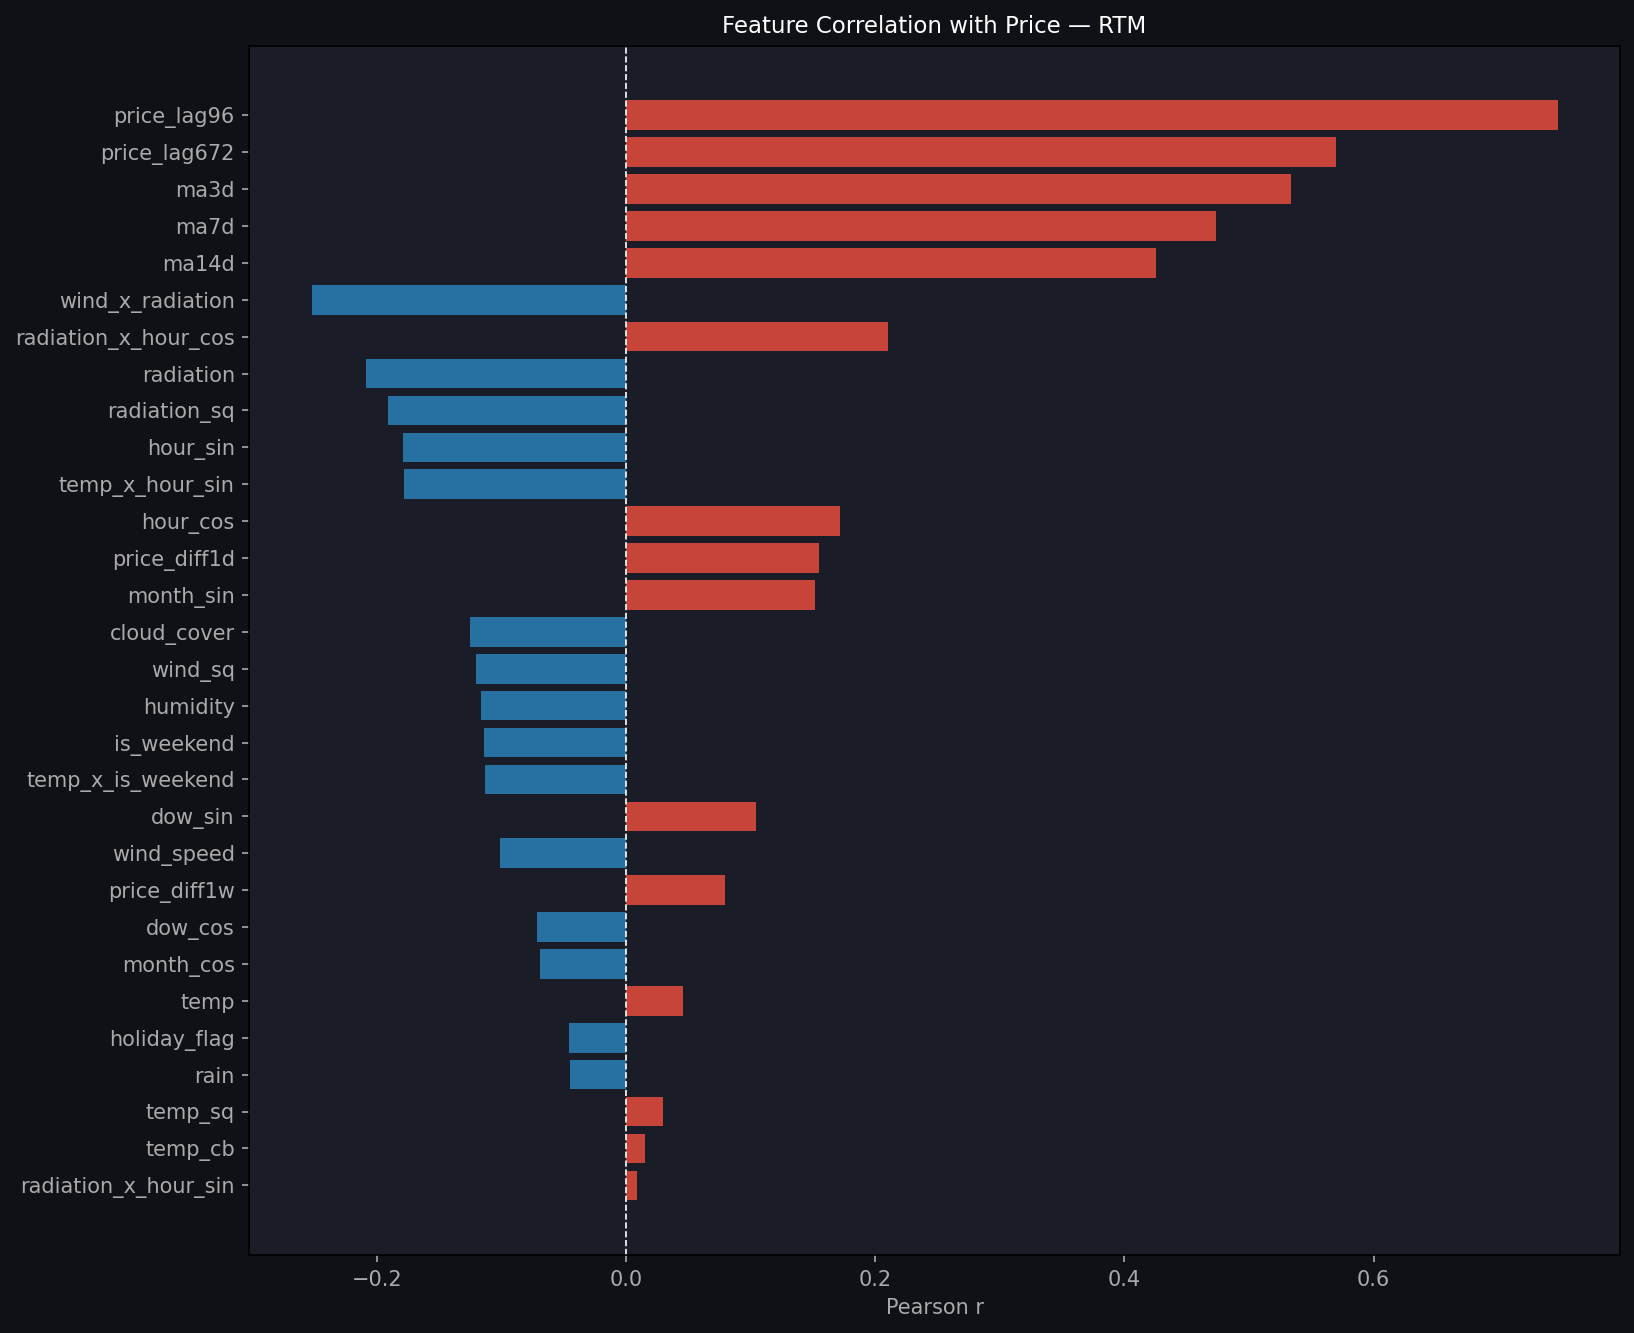 Feature Correlation with Price — RTM
price_lag96
price_lag672
ma3d
ma7d
ma14d
wind_x_radiation
radiation_x_hour_cos
radiation
radiation_sq
hour_sin
temp_x_hour_sin
hour_cos
price_diff1d
month_sin
cloud_cover
wind_sq
humidity
is_weekend
temp_x_is_weekend
dow_sin
wind_speed
price_diff1w
dow_cos
month_cos
temp
holiday_flag
rain
temp_sq
temp_cb
radiation_x_hour_sin
−0.2 0.0 0.2 0.4 0.6
Pearson r